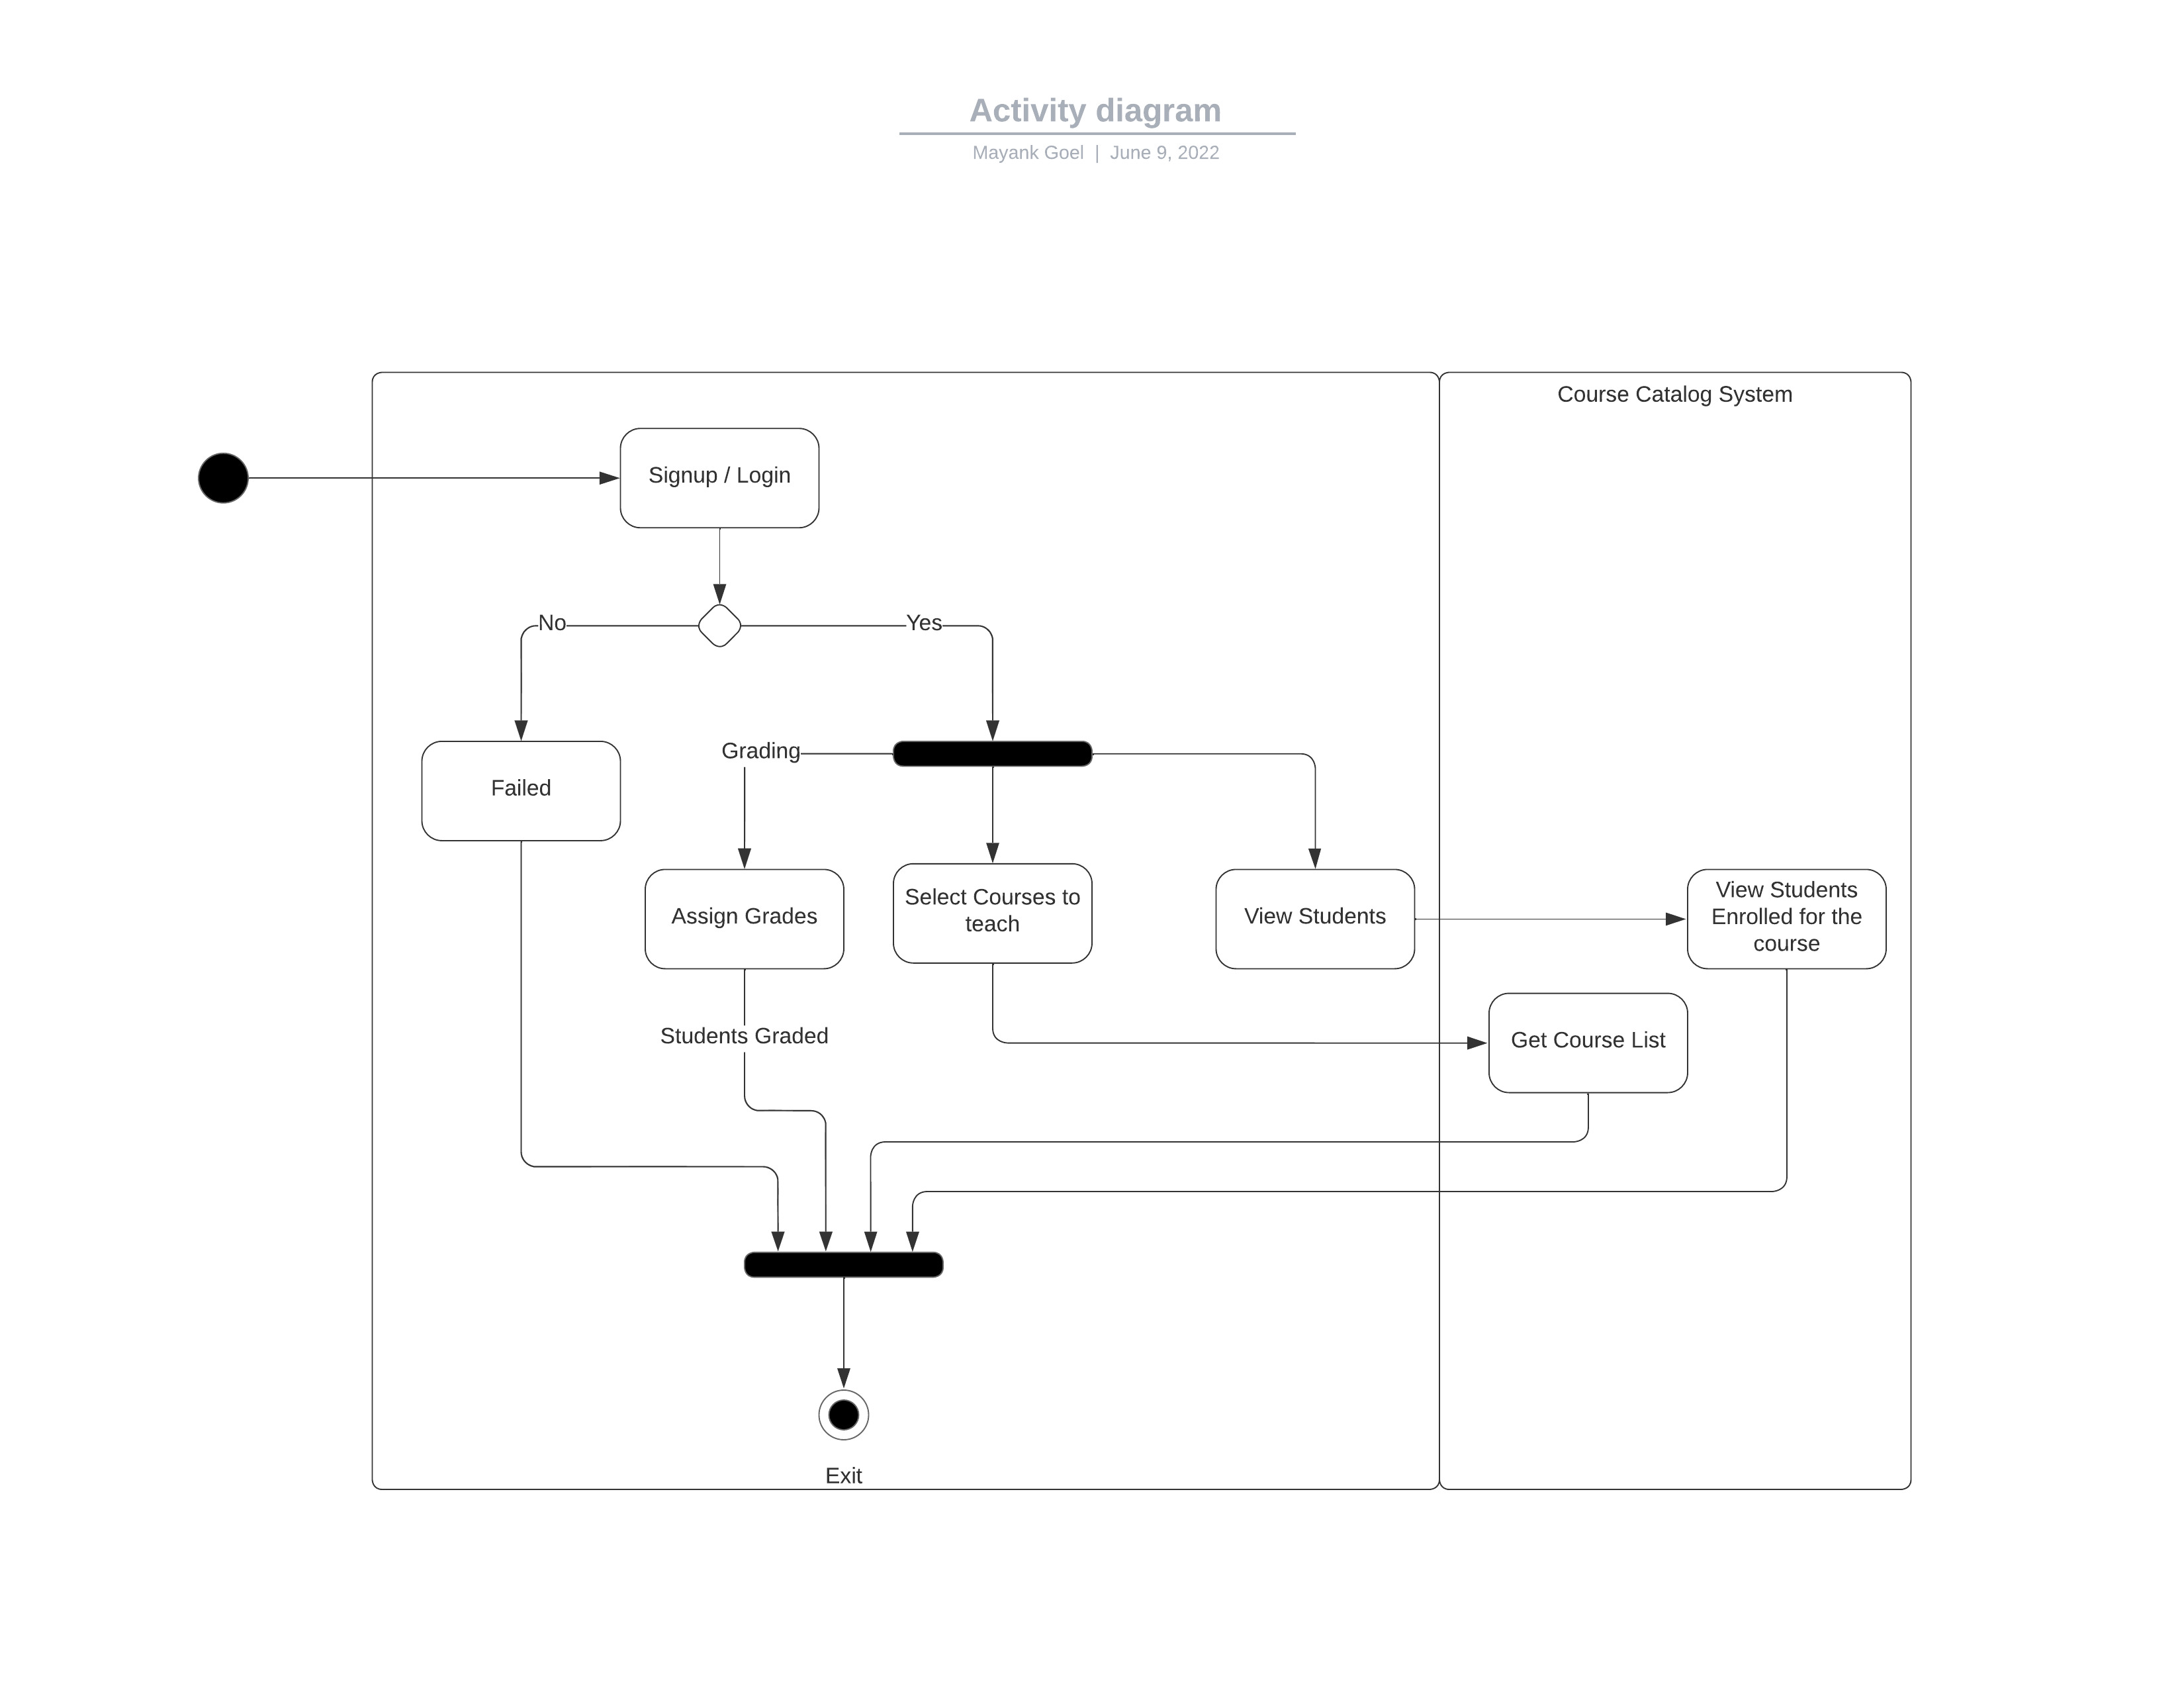 Activity diagram
Mayank Goel | June 9, 2022
Course Catalog System
Signup / Login
No
Yes
Grading
Failed
Assign Grades
Select Courses to
teach
View Students
View Students
Enrolled for the
course
Students Graded
Get Course List
Exit